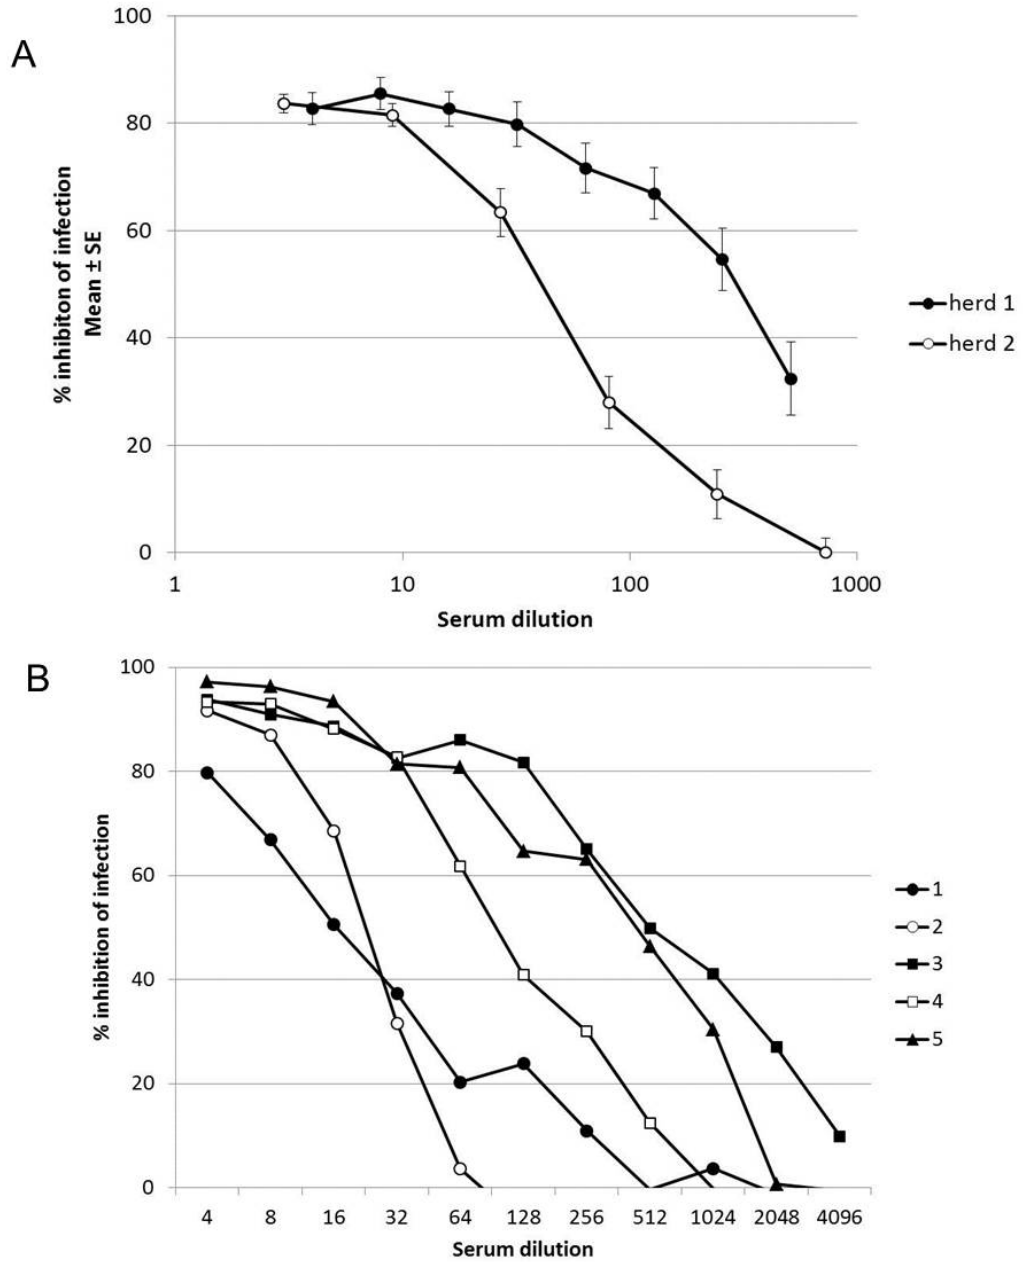 A
100
80
60
40
20
0
% inhibiton of infection
Mean ± SE
1 10 100 1000
Serum dilution
herd 1
herd 2
B
100
80
60
40
20
0
% inhibition of infection
4 8 16 32 64 128 256 512 1024 2048 4096
Serum dilution
1
2
3
4
5